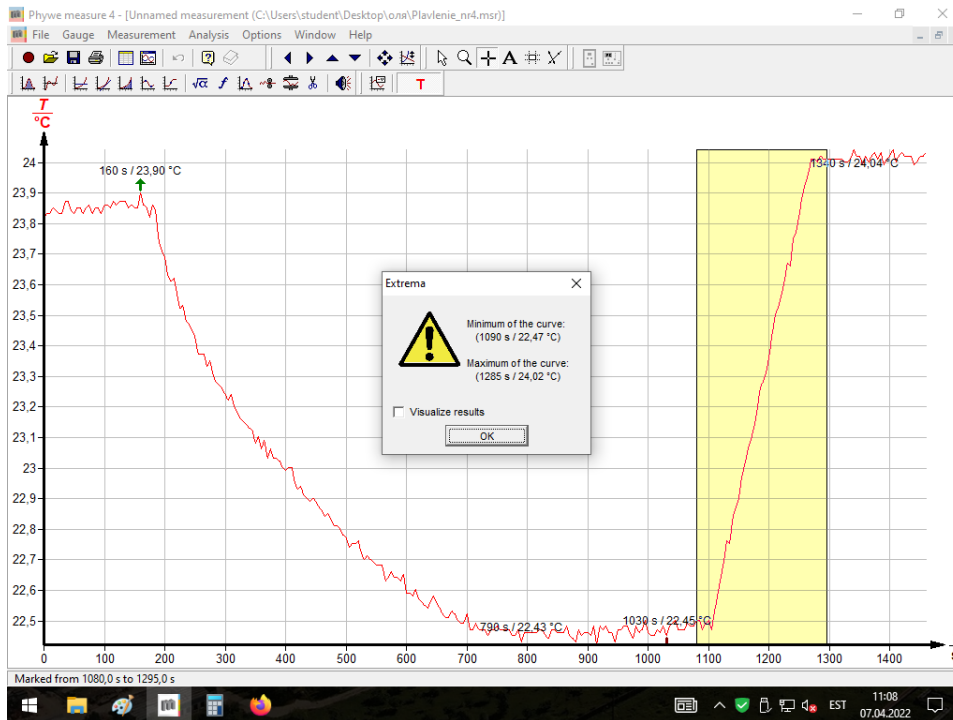 Phywe measure 4 - [Unnamed measurement (C:\Users\student\Desktop\оля\Plavlenie_nr4.msr)]
File Gauge Measurement Analysis Options Window Help
T
T
°C
160 s / 23,90 °C
1340 s / 24,04 °C
24
23,9
23,8
23,7
23,6
23,5
23,4
23,3
23,2
23,1
23
22,9
22,8
22,7
22,6
22,5
Extrema
Minimum of the curve:
(1090 s / 22,47 °C)
Maximum of the curve:
(1285 s / 24,02 °C)
Visualize results
OK
790 s / 22,43 °C
1030 s / 22,45 °C
0 100 200 300 400 500 600 700 800 900 1000 1100 1200 1300 1400
Marked from 1080,0 s to 1295,0 s
EST
11:08
07.04.2022